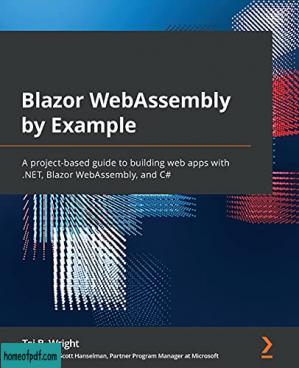 Blazor WebAssembly
by Example
A project-based guide to building web apps with
.NET, Blazor WebAssembly, and C#
Wright
Scott Hanselman, Partner Program Manager at Microsoft
homeofpdf.com